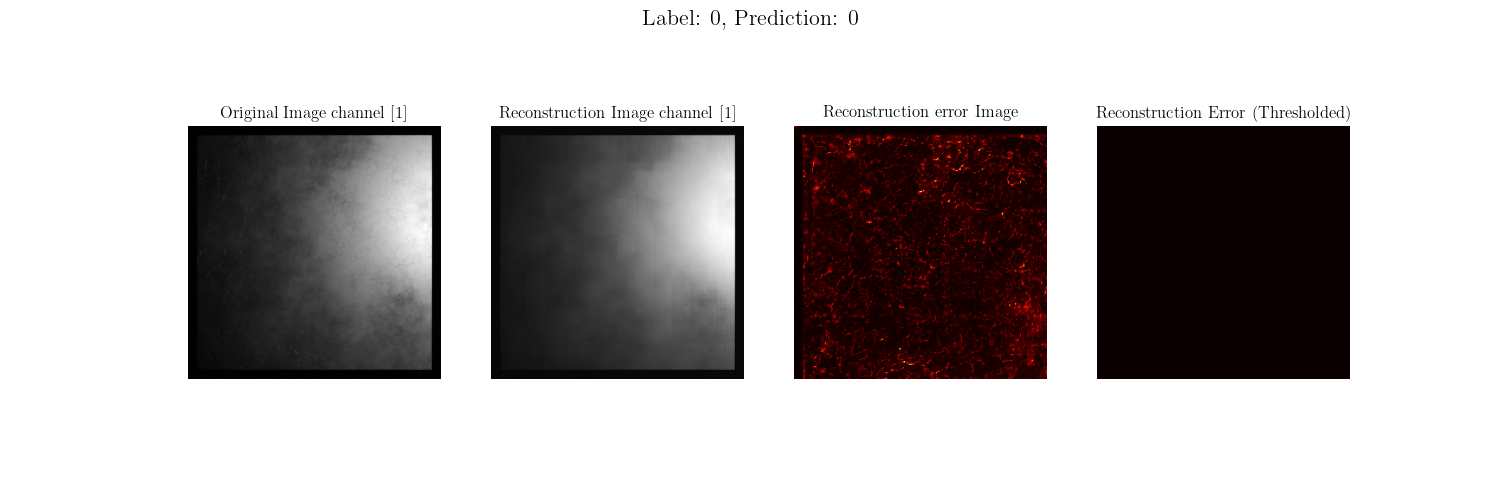 Label: 0, Prediction: 0
Original Image channel [1]
Reconstruction Image channel [1]
Reconstruction error Image
Reconstruction Error (Thresholded)